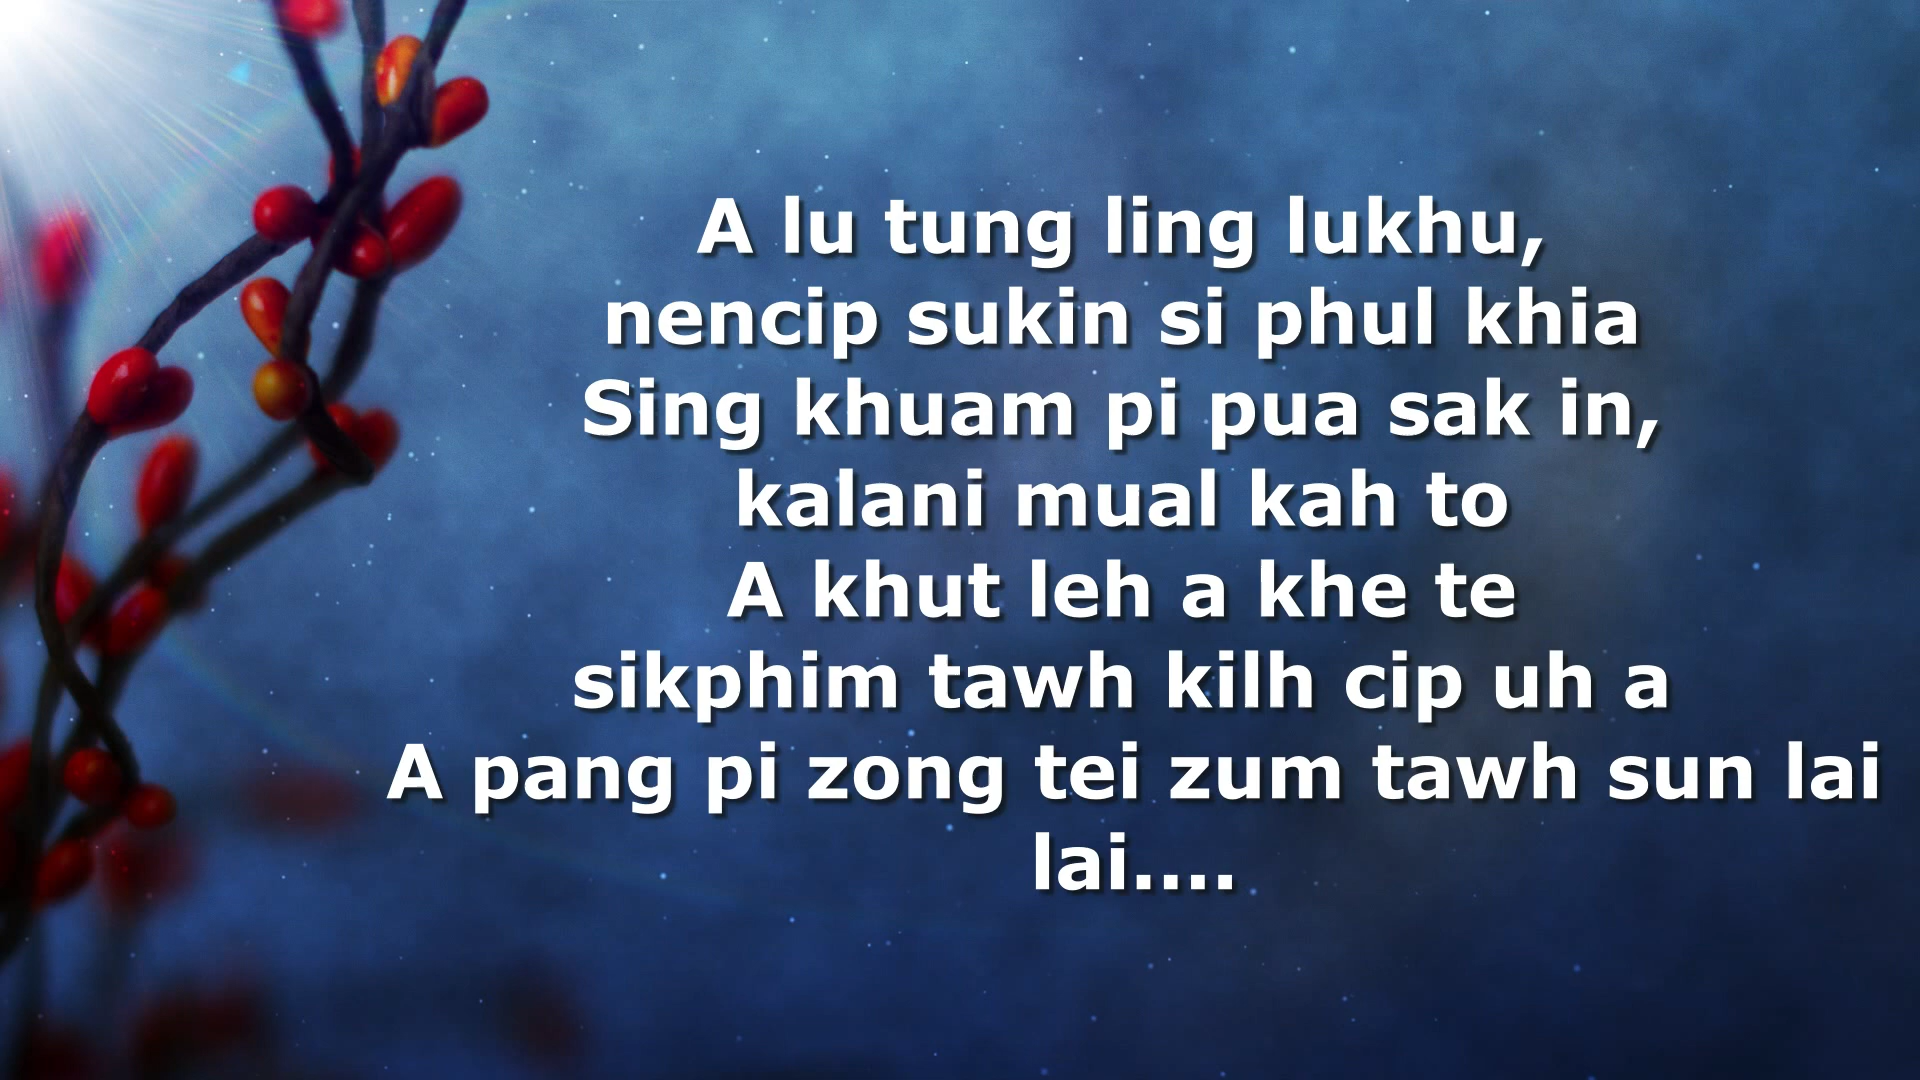 A lu tung ling lukhu,
nencip sukin si phul khia
Sing khuam pi pua sak in,
kalani mual kah to
A khut leh a khe te
sikphim tawh kilh cip uh a
A pang pi zong tei zum tawh sun lai
lai....